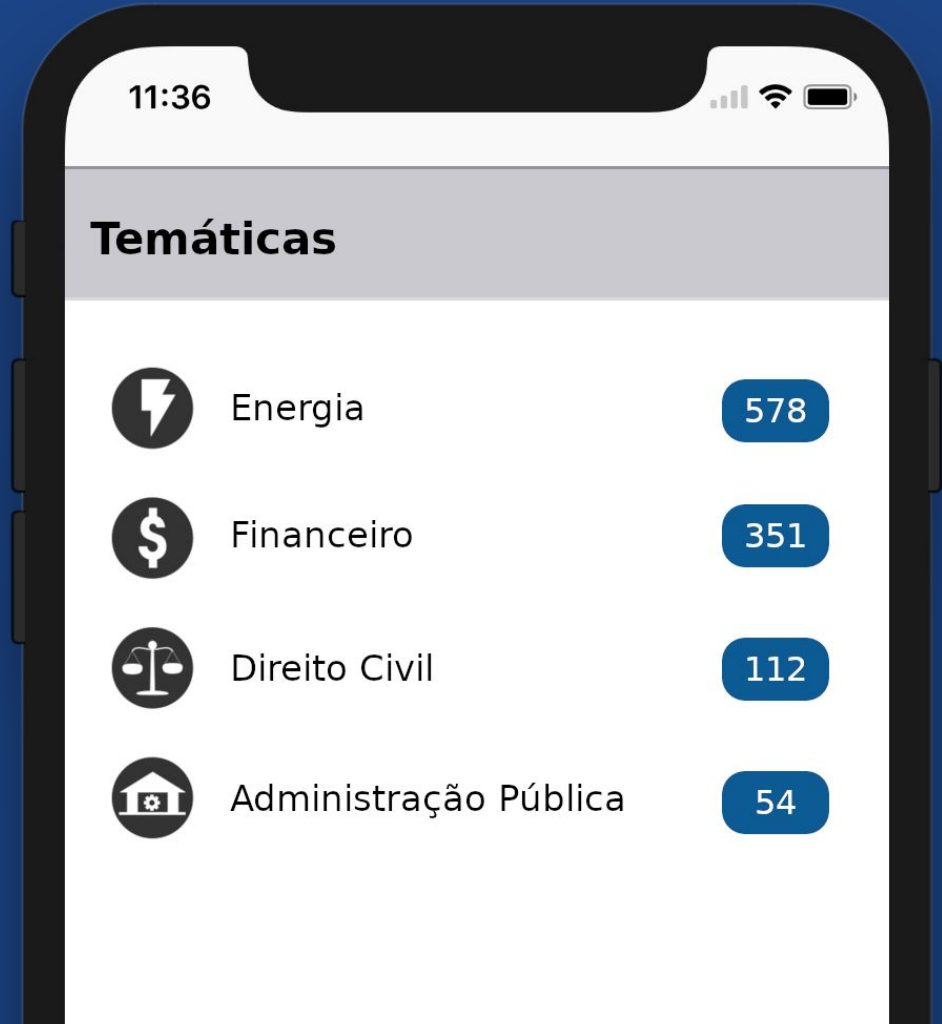 11:36
Temáticas
Energia 578
Financeiro 351
Direito Civil 112
Administração Pública 54